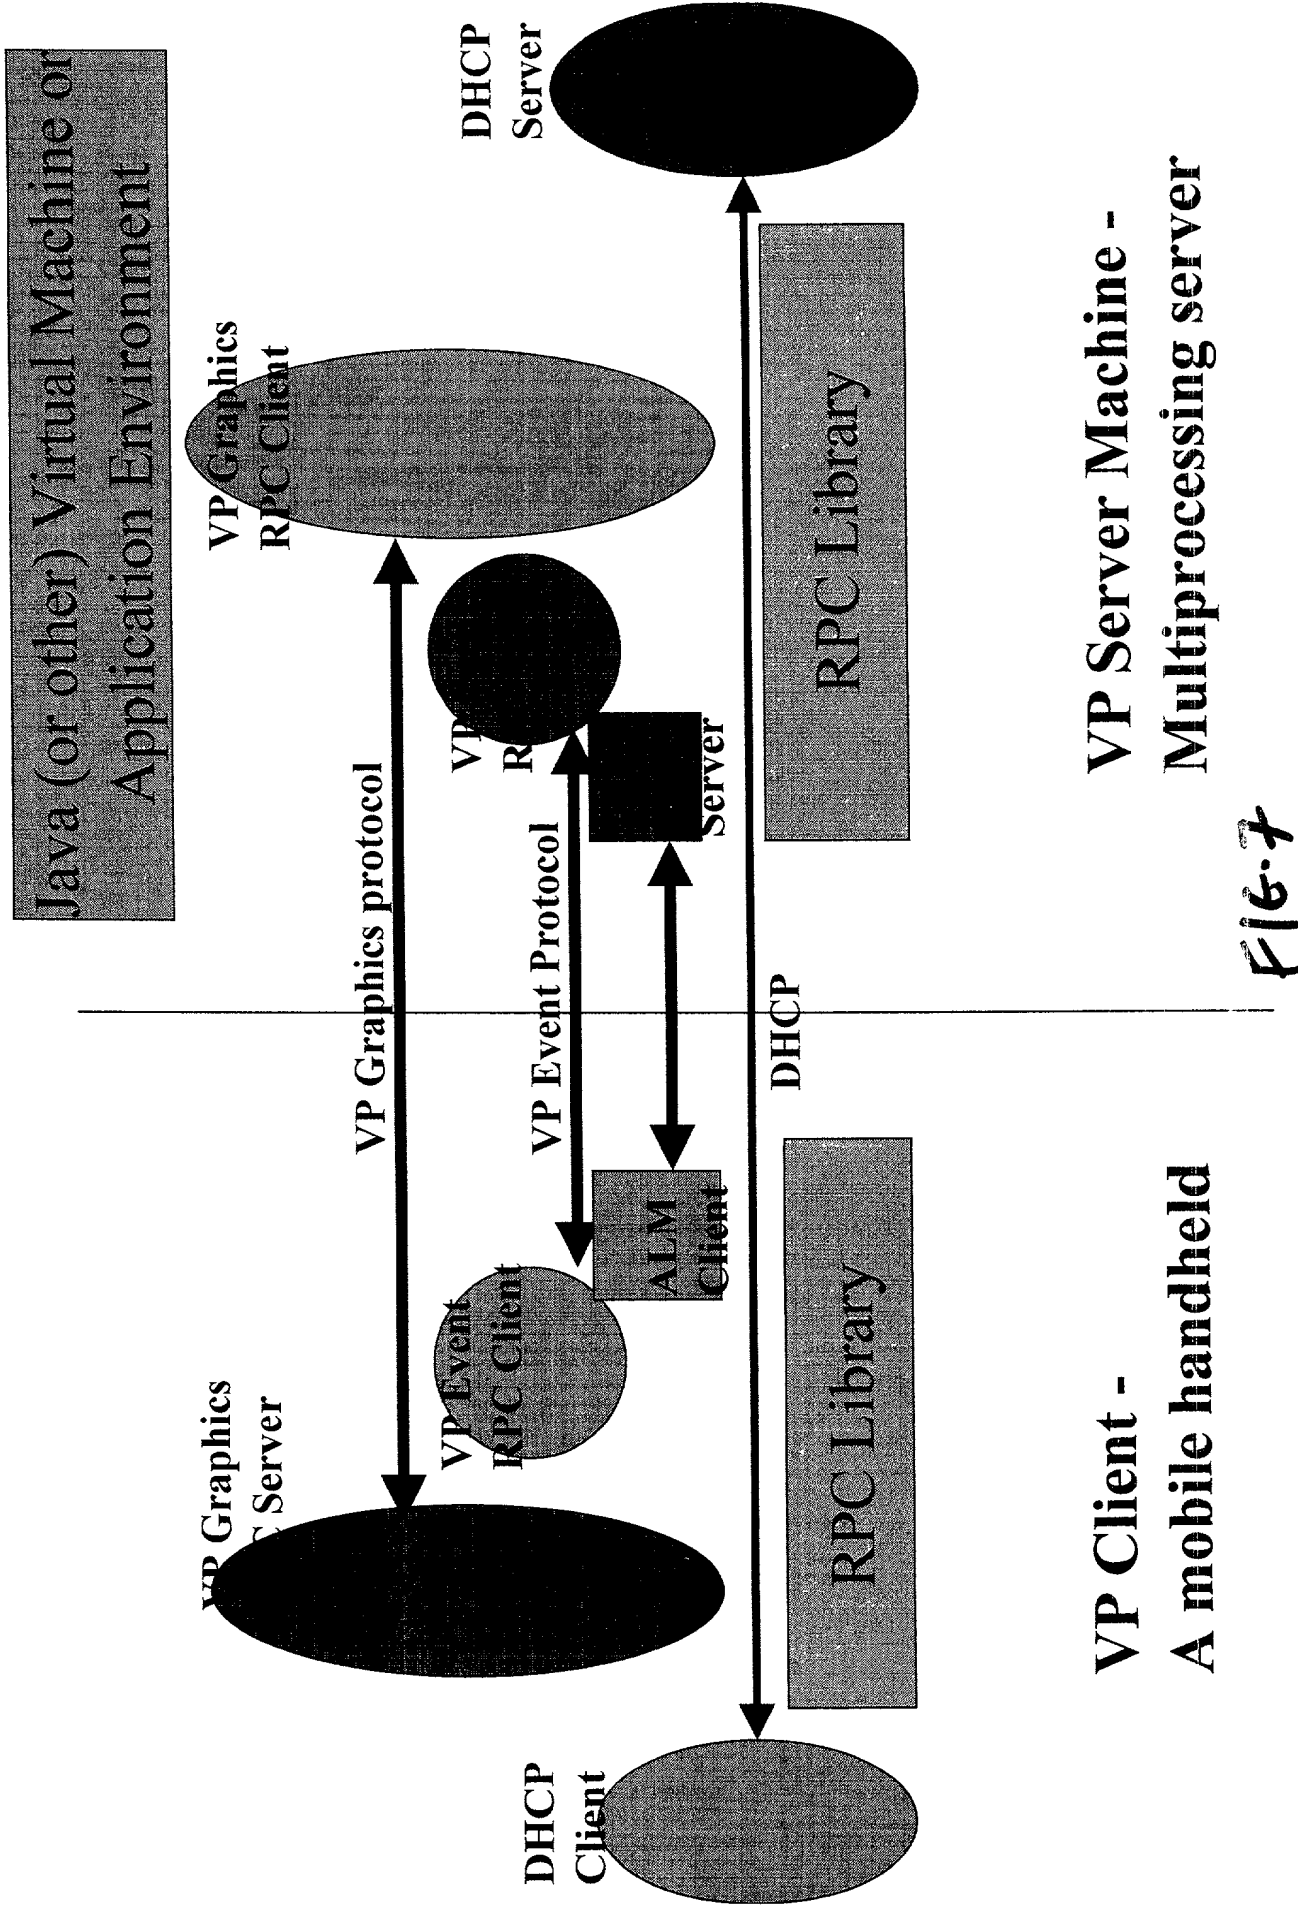 Java (or other) Virtual Machine or
Application Environment
VP Graphics
Server
VP Graphics protocol
VP Graphics
RPC Client
DHCP
Server
VP Event
RPC Client
VP Event Protocol
VP
R
DHCP
Client
ALM
Client
Server
DHCP
RPC Library
RPC Library
VP Client -
A mobile handheld
VP Server Machine -
Multiprocessing server
FIG. 7